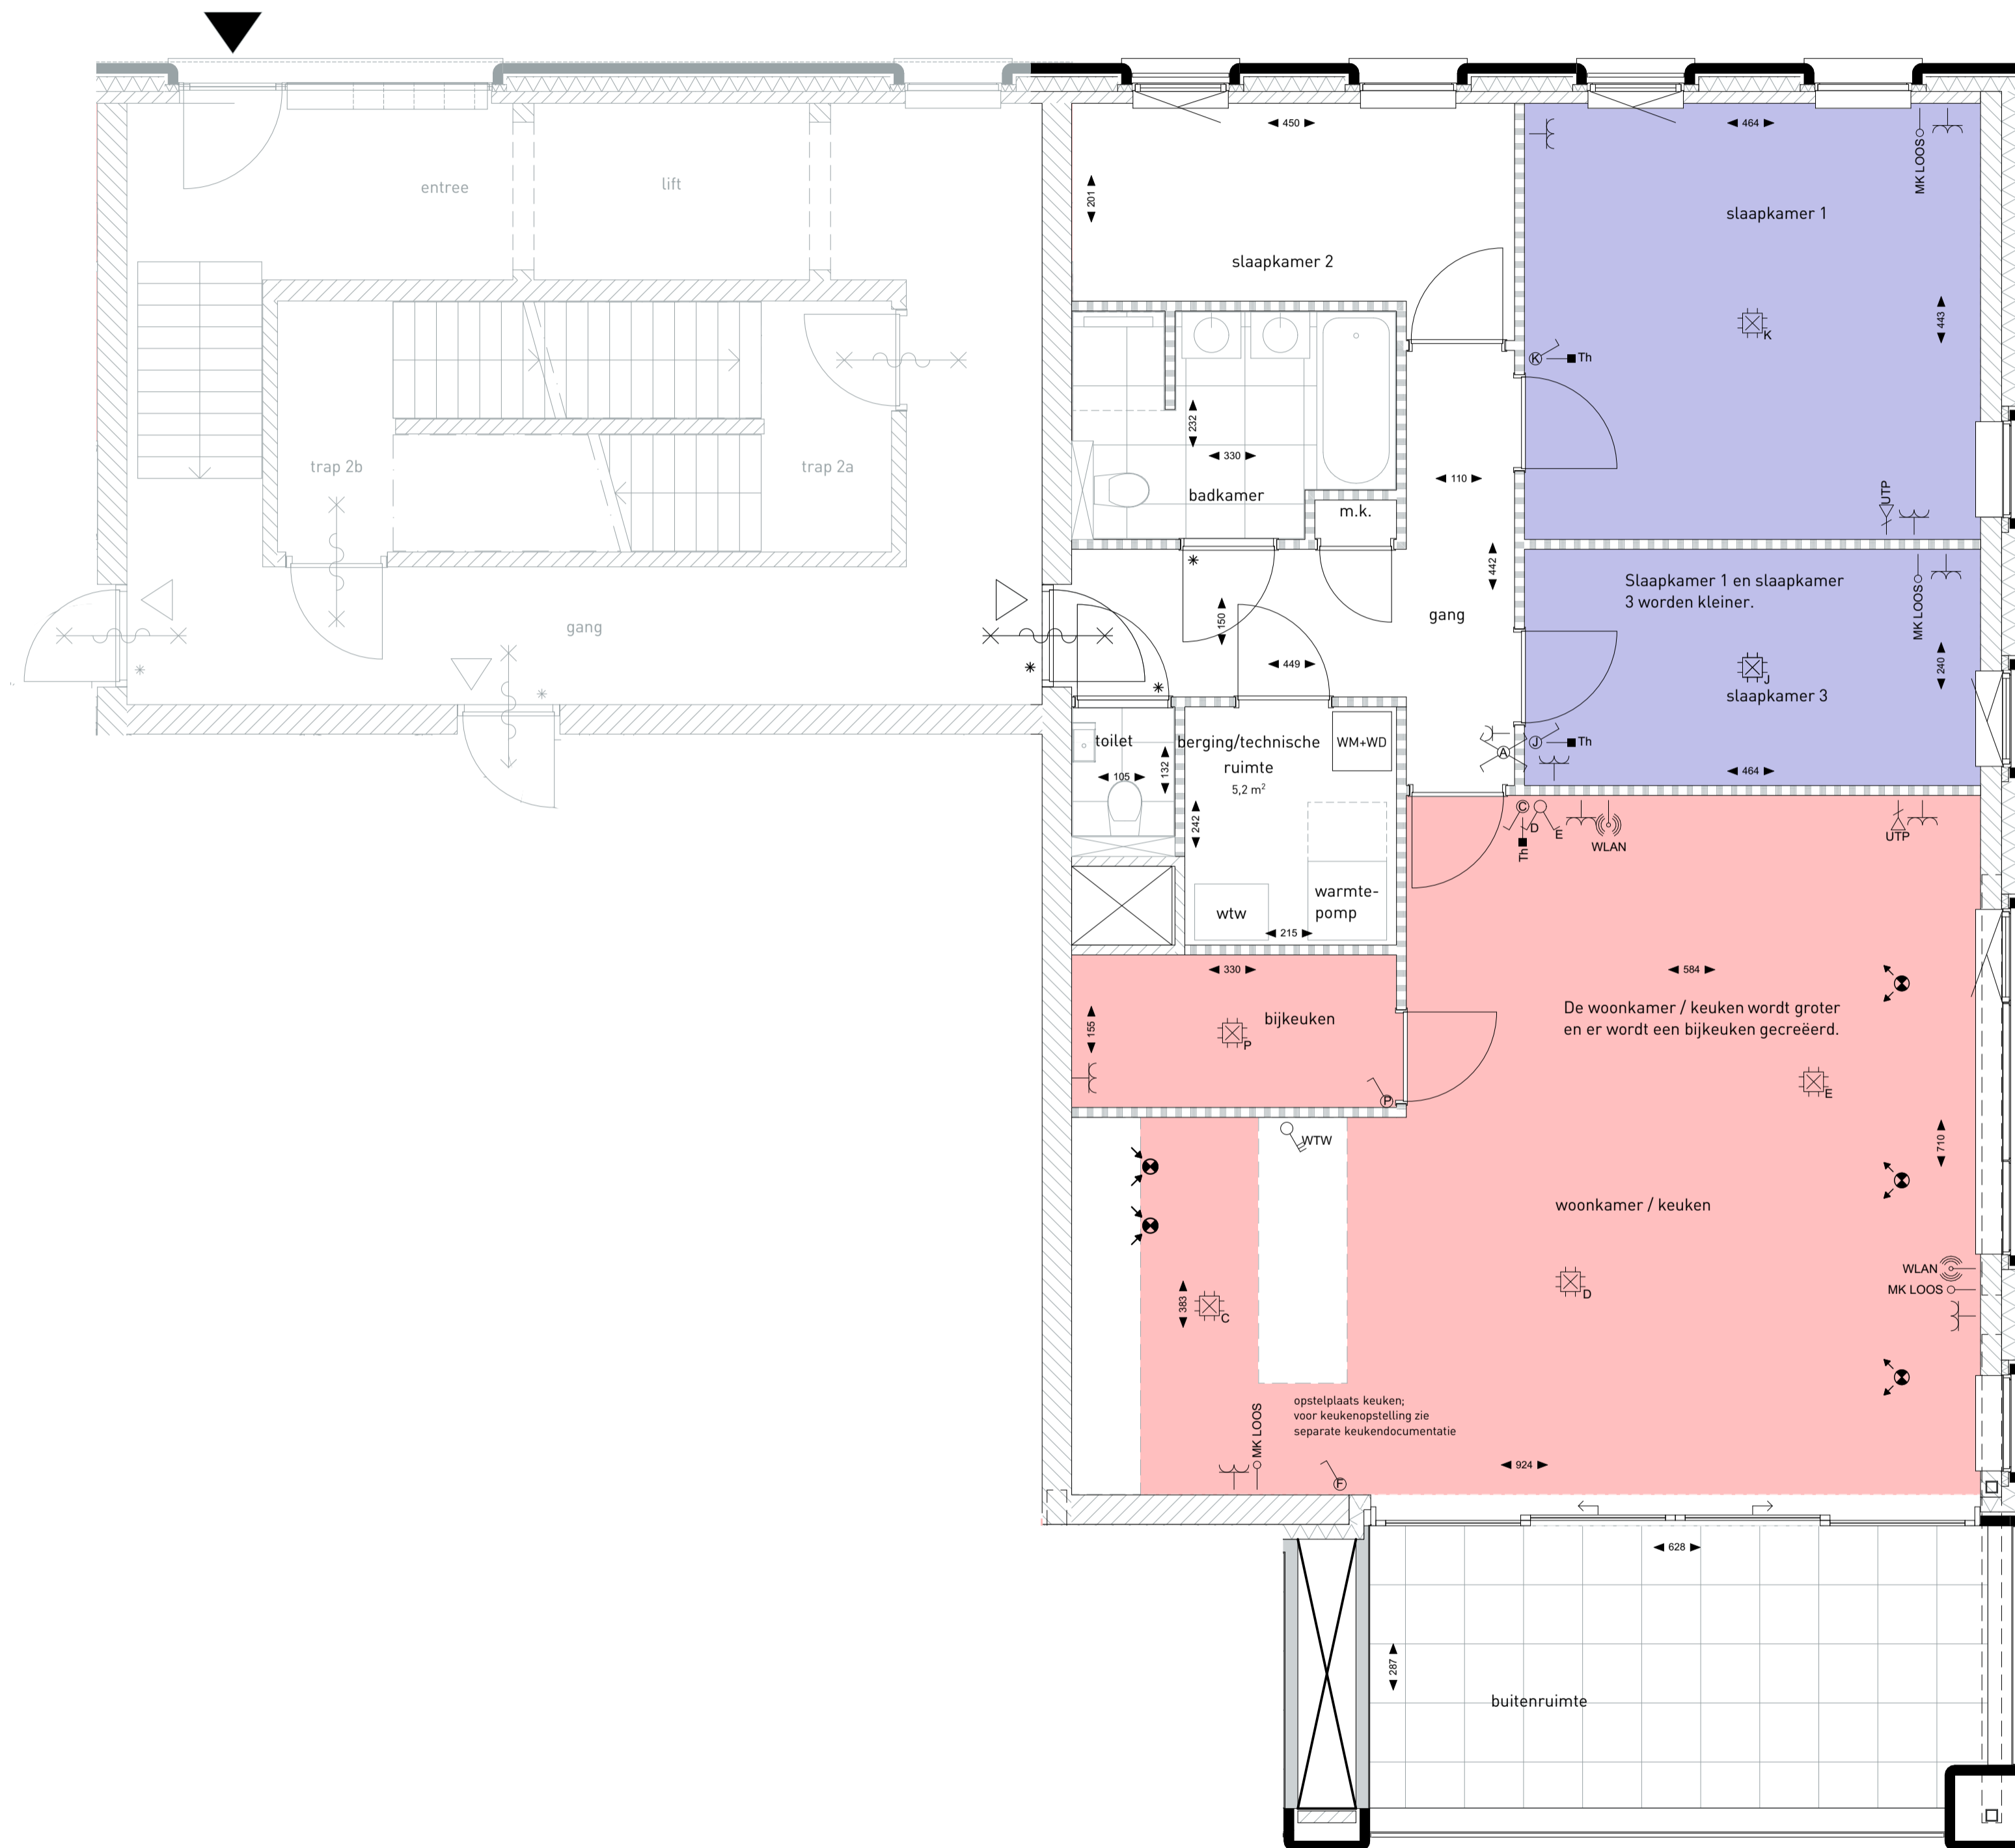 450
464
entree
lift
201
MK LOOS
slaapkamer 1
slaapkamer 2
443
K
K
Th
232
330
trap 2b
trap 2a
110
badkamer
m.k.
UTP
442
Slaapkamer 1 en slaapkamer
3 worden kleiner.
MK LOOS
*
150
gang
gang
449
240
*
*
*
*
J
slaapkamer 3
toilet
berging/technische
ruimte
5,2 m²
WM+WD
A
J
Th
105
132
464
242
C
D
E
Th
WLAN
UTP
warmte-
pomp
wtw
215
330
584
155
bijkeuken
P
De woonkamer / keuken wordt groter
en er wordt een bijkeuken gecreëerd.
E
P
WTW
710
woonkamer / keuken
WLAN
MK LOOS
383
C
D
opstelplaats keuken;
voor keukenopstelling zie
separate keukendocumentatie
MK LOOS
924
F
628
287
buitenruimte